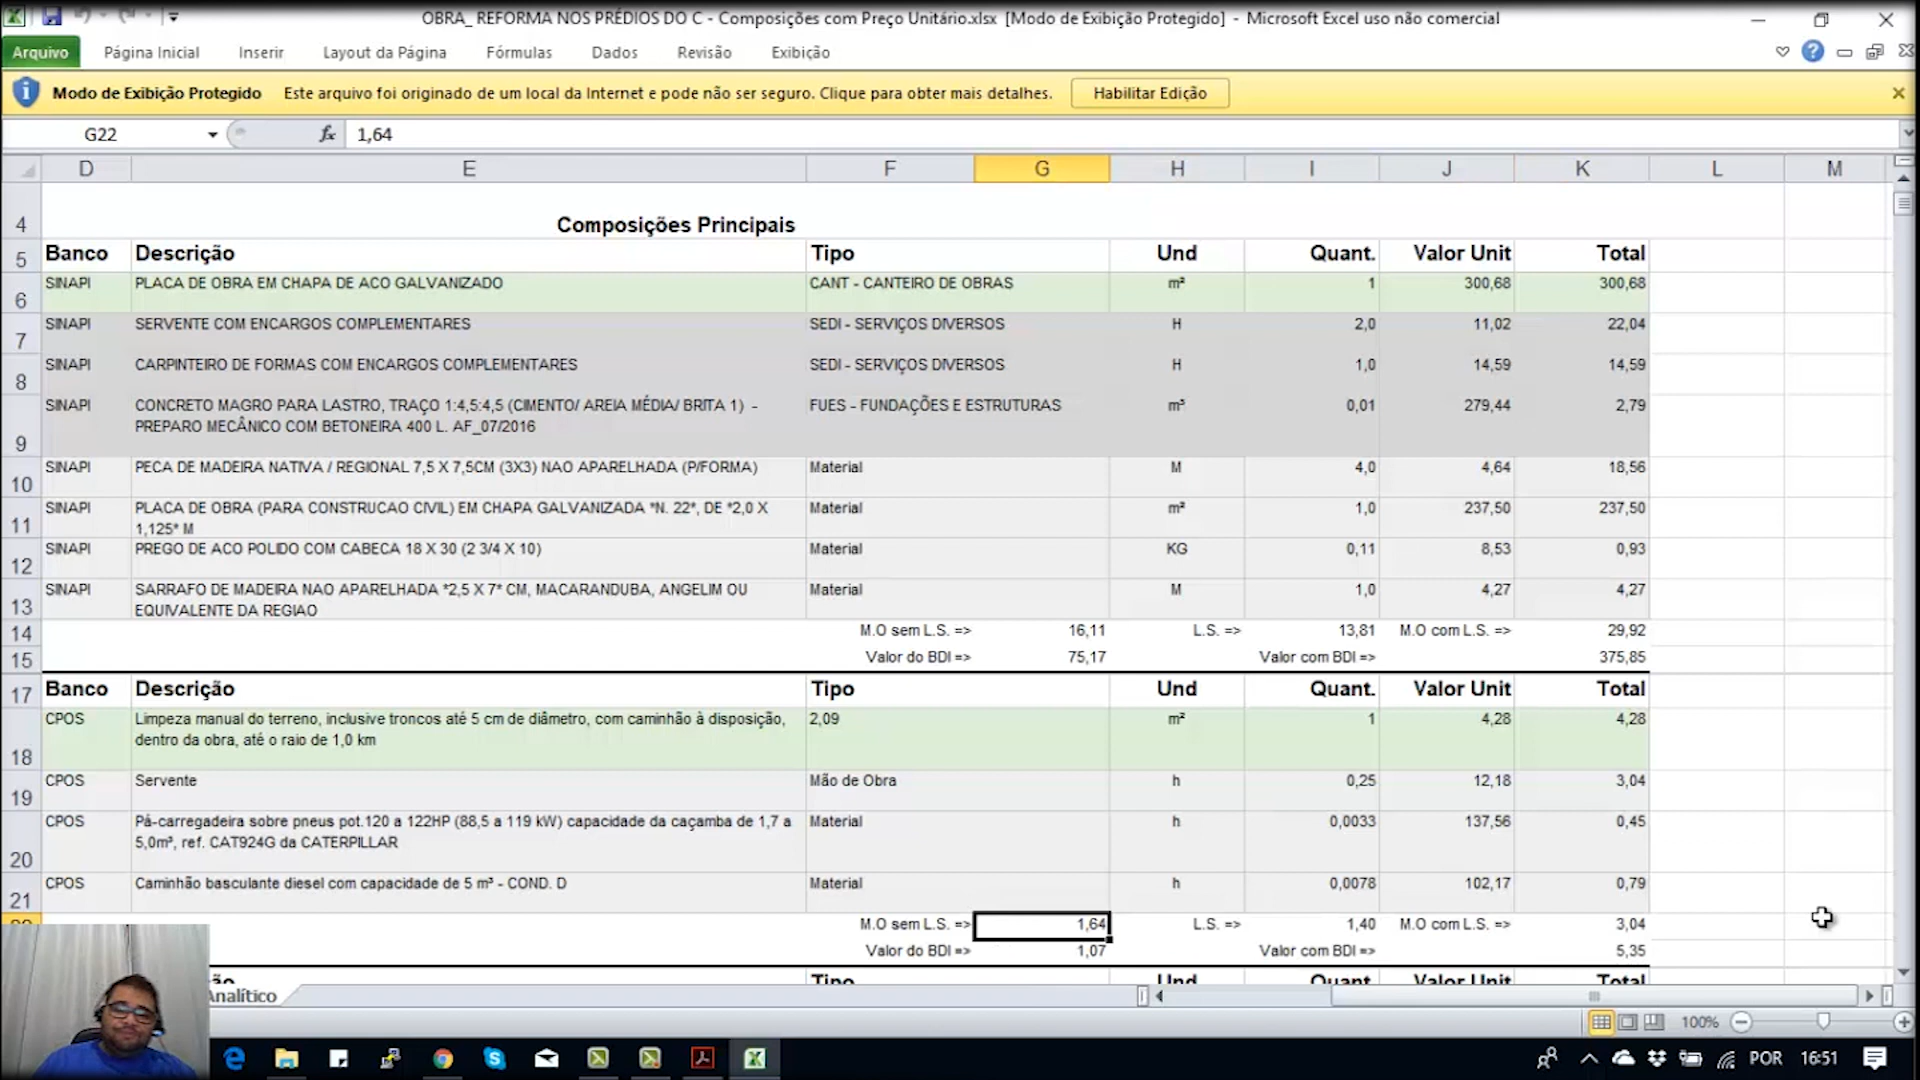 OBRA_ REFORMA NOS PRÉDIOS DO C - Composições com Preço Unitário.xlsx [Modo de Exibição Protegido] - Microsoft Excel uso não comercial
Arquivo Página Inicial Inserir Layout da Página Fórmulas Dados Revisão Exibição
Modo de Exibição Protegido Este arquivo foi originado de um local da Internet e pode não ser seguro. Clique para obter mais detalhes. Habilitar Edição
G22 fx 1,64
D E F G H I J K L M
4 Composições Principais
5 Banco Descrição Tipo Und Quant. Valor Unit Total
6 SINAPI PLACA DE OBRA EM CHAPA DE ACO GALVANIZADO CANT - CANTEIRO DE OBRAS m² 1 300,68 300,68
7 SINAPI SERVENTE COM ENCARGOS COMPLEMENTARES SEDI - SERVIÇOS DIVERSOS H 2,0 11,02 22,04
8 SINAPI CARPINTEIRO DE FORMAS COM ENCARGOS COMPLEMENTARES SEDI - SERVIÇOS DIVERSOS H 1,0 14,59 14,59
SINAPI CONCRETO MAGRO PARA LASTRO, TRAÇO 1:4,5:4,5 (CIMENTO/ AREIA MÉDIA/ BRITA 1) - FUES - FUNDAÇÕES E ESTRUTURAS m³ 0,01 279,44 2,79
9 PREPARO MECÂNICO COM BETONEIRA 400 L. AF_07/2016
10 SINAPI PECA DE MADEIRA NATIVA / REGIONAL 7,5 X 7,5CM (3X3) NAO APARELHADA (P/FORMA) Material M 4,0 4,64 18,56
SINAPI PLACA DE OBRA (PARA CONSTRUCAO CIVIL) EM CHAPA GALVANIZADA *N. 22*, DE *2,0 X Material m² 1,0 237,50 237,50
11 1,125* M
12 SINAPI PREGO DE ACO POLIDO COM CABECA 18 X 30 (2 3/4 X 10) Material KG 0,11 8,53 0,93
SINAPI SARRAFO DE MADEIRA NAO APARELHADA *2,5 X 7* CM, MACARANDUBA, ANGELIM OU Material M 1,0 4,27 4,27
13 EQUIVALENTE DA REGIAO
14 M.O sem L.S. => 16,11 L.S. => 13,81 M.O com L.S. => 29,92
15 Valor do BDI => 75,17 Valor com BDI => 375,85
17 Banco Descrição Tipo Und Quant. Valor Unit Total
CPOS Limpeza manual do terreno, inclusive troncos até 5 cm de diâmetro, com caminhão à disposição, 2,09 m² 1 4,28 4,28
18 dentro da obra, até o raio de 1,0 km
19 CPOS Servente Mão de Obra h 0,25 12,18 3,04
CPOS Pá-carregadeira sobre pneus pot.120 a 122HP (88,5 a 119 kW) capacidade da caçamba de 1,7 a Material h 0,0033 137,56 0,45
20 5,0m³, ref. CAT924G da CATERPILLAR
21 CPOS Caminhão basculante diesel com capacidade de 5 m³ - COND. D Material h 0,0078 102,17 0,79
M.O sem L.S. => 1,64 L.S. => 1,40 M.O com L.S. => 3,04
Valor do BDI => 1,07 Valor com BDI => 5,35
Tipo Und Quant. Valor Unit Total
Analítico
100%
POR 16:51